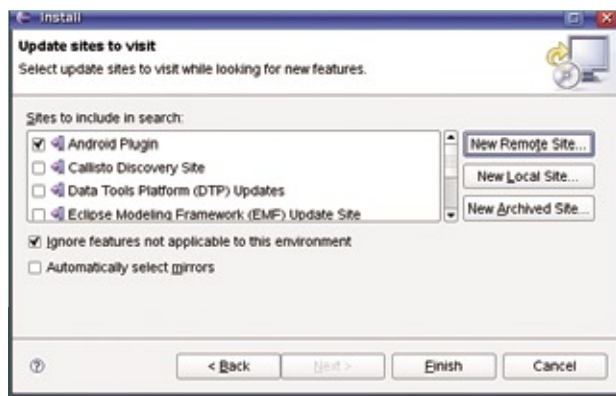 Install
Update sites to visit
Select update sites to visit while looking for new features.
Sites to include in search:
Android Plugin
Callisto Discovery Site
Data Tools Platform (DTP) Updates
Eclipse Modeling Framework (EMF) Update Site
New Remote Site...
New Local Site...
New Archived Site...
Ignore features not applicable to this environment
Automatically select mirrors
?
< Back
Next >
Finish
Cancel